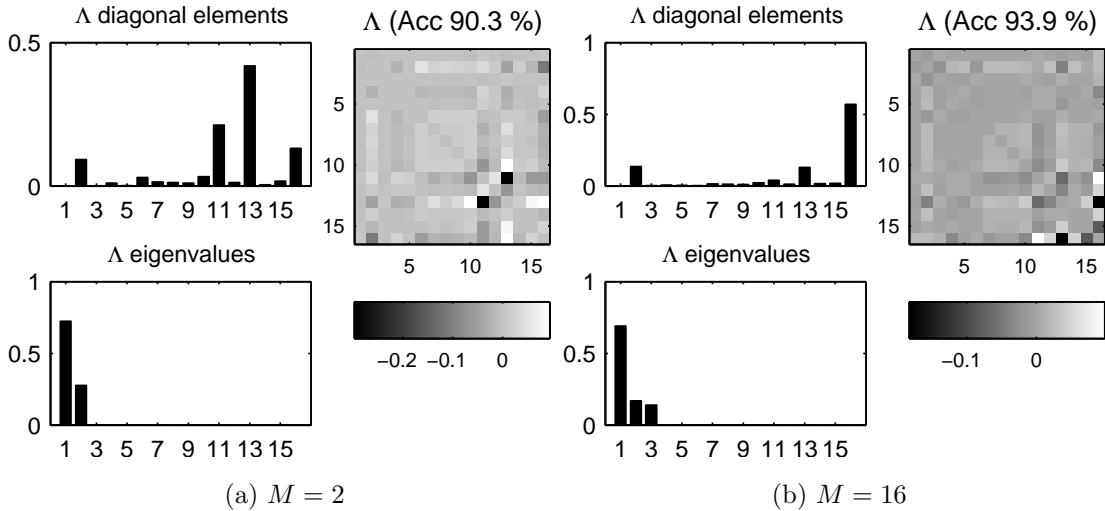 Λ diagonal elements
0.5
0
1 3 5 7 9 11 13 15
Λ (Acc 90.3 %)
5
10
15
5 10 15
−0.2 −0.1 0
Λ eigenvalues
1
0.5
0
1 3 5 7 9 11 13 15
(a) M = 2
Λ diagonal elements
1
0.5
0
1 3 5 7 9 11 13 15
Λ (Acc 93.9 %)
5
10
15
5 10 15
−0.1 0
Λ eigenvalues
1
0.5
0
1 3 5 7 9 11 13 15
(b) M = 16